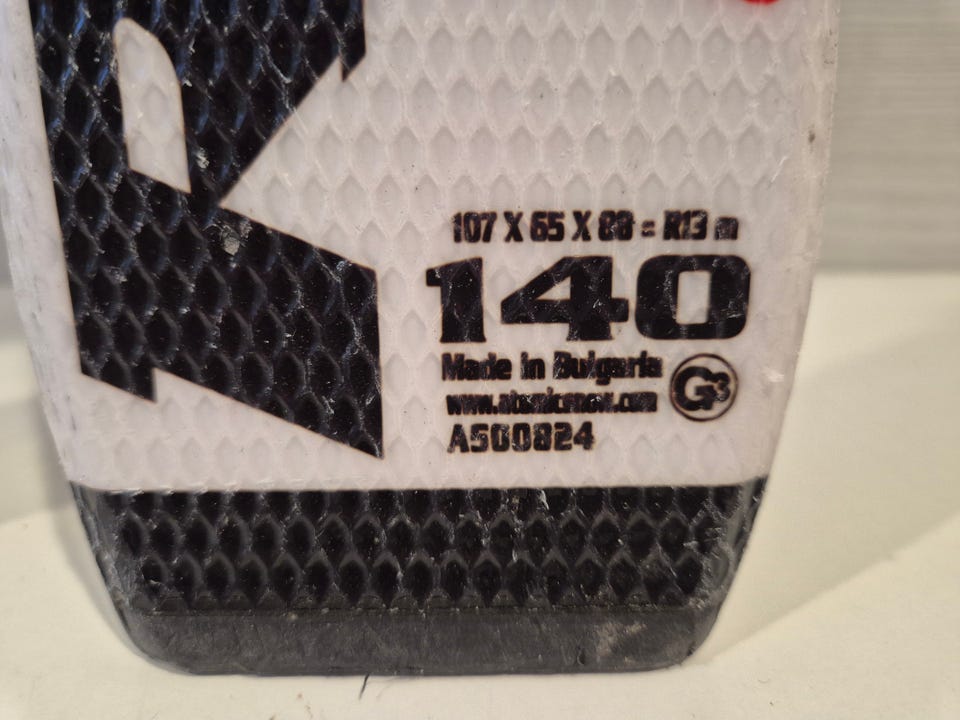 R
107 X 65 X 88 = R13 m
140
Made in Bulgaria
G3
www.atomicsnow.com
A500824